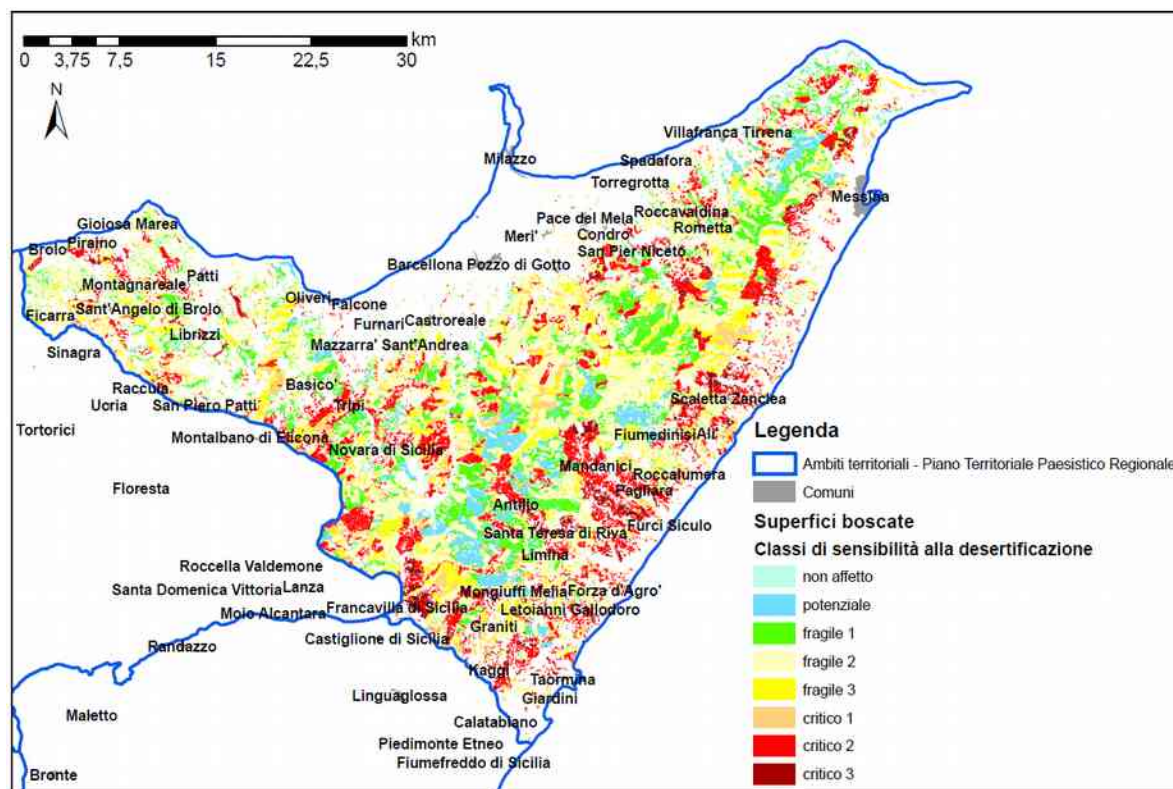 km
0 3,75 7,5 15 22,5 30
N
Villafranca Tirrena
Milazzo
Spadafora
Torregrotta
Messina
Pace del Mela
Roccavaldina
Gioiosa Marea
Condro
Rometta
Meri'
Brolo
Piraino
San Pier Niceto
Barcellona Pozzo di Gotto
Patti
Montagnareale
Oliveri
Falcone
Sant'Angelo di Brolo
Ficarra
Furnari
Castroreale
Librizzi
Mazzarra' Sant'Andrea
Sinagra
Raccuia
Basico'
Ucria
San Piero Patti
Tripi
Scaletta Zanclea
Tortorici
Montalbano di Elicona
Fiumedinisi
Ali'
Novara di Sicilia
Mandanici
Roccalumera
Floresta
Pagliara
Antillo
Furci Siculo
Santa Teresa di Riva
Limina
Roccella Valdemone
Santa Domenica Vittoria
Lanza
Mongiuffi Melia
Forza d'Agro'
Moio Alcantara
Francavilla di Sicilia
Letoianni
Gallodoro
Graniti
Randazzo
Castiglione di Sicilia
Kaggi
Taormina
Linguaglossa
Giardini
Maletto
Calatabiano
Piedimonte Etneo
Fiumefreddo di Sicilia
Bronte
Legenda
Ambiti territoriali - Piano Territoriale Paesistico Regionale
Comuni
Superfici boscate
Classi di sensibilità alla desertificazione
non affetto
potenziale
fragile 1
fragile 2
fragile 3
critico 1
critico 2
critico 3